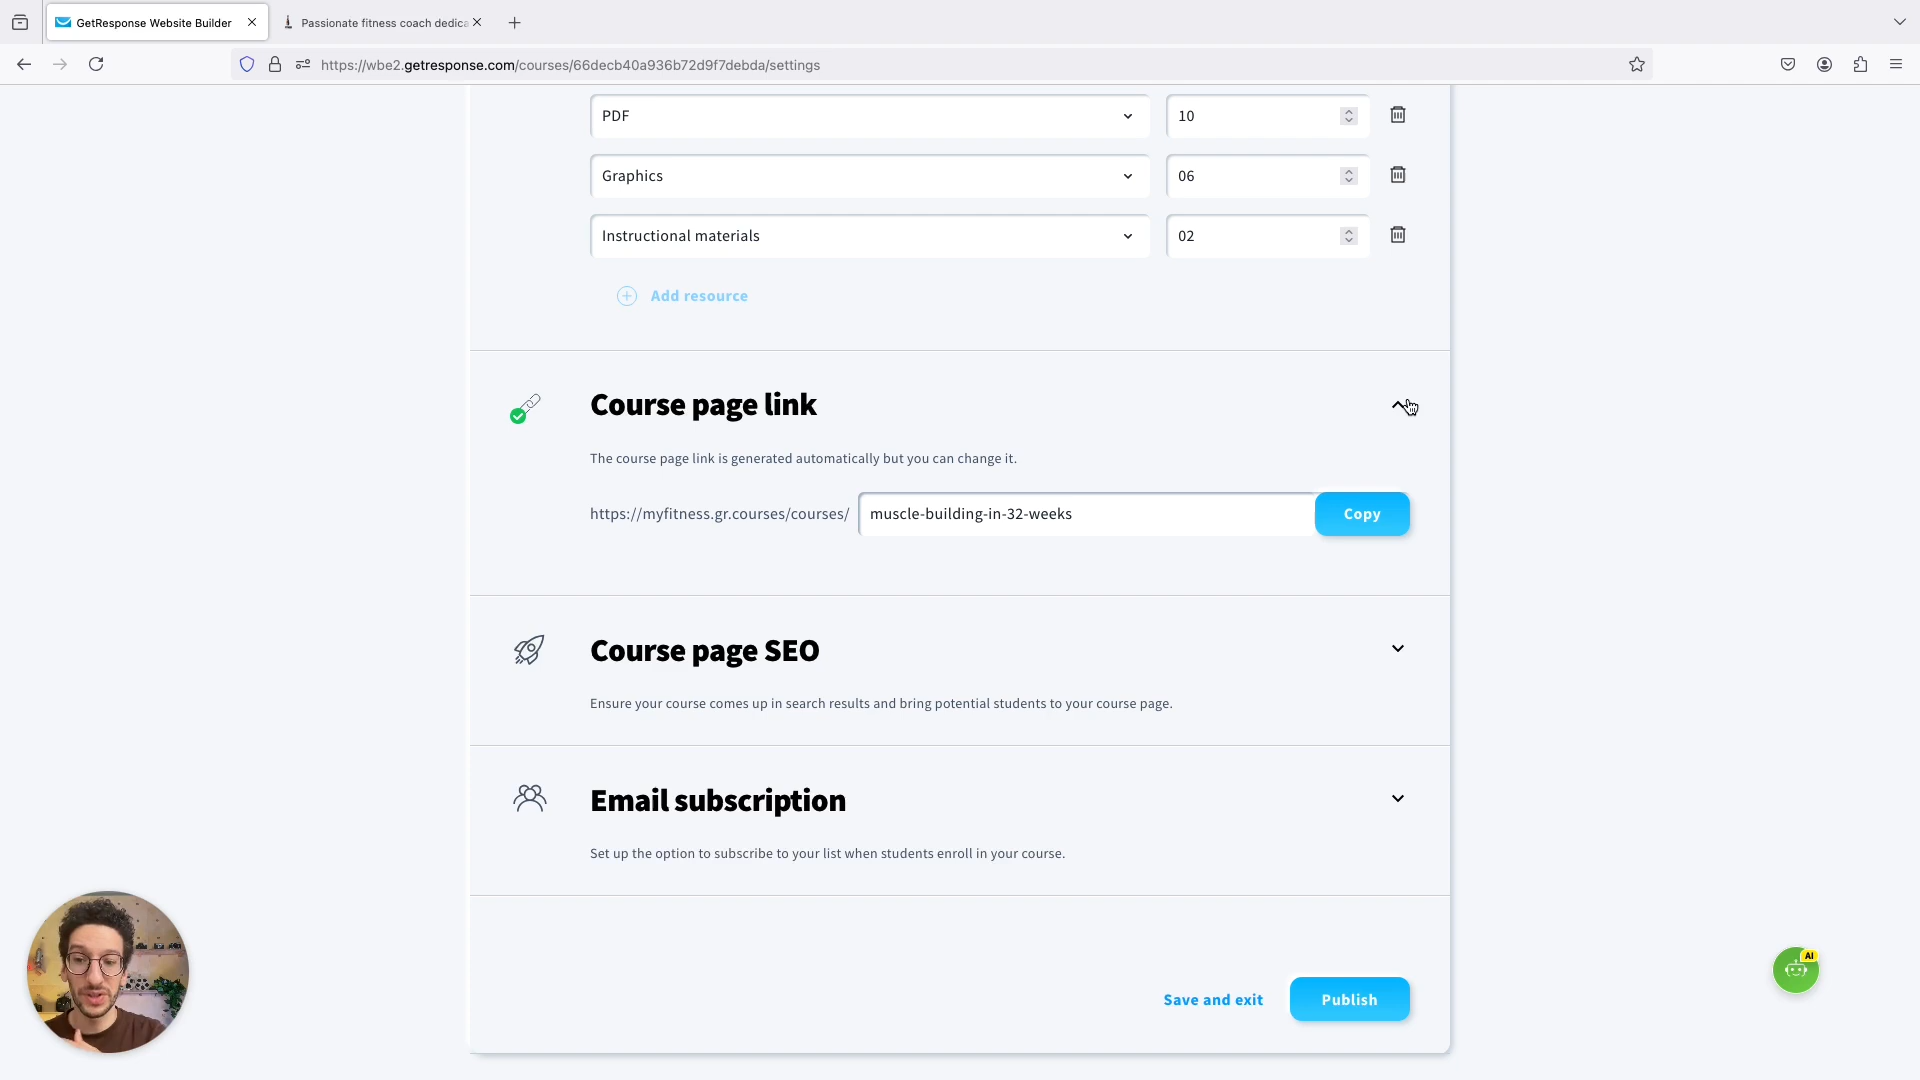 GetResponse Website Builder
Passionate fitness coach dedica
https://wbe2.getresponse.com/courses/66decb40a936b72d9f7debda/settings
PDF
10
Graphics
06
Instructional materials
02
Add resource
Course page link
The course page link is generated automatically but you can change it.
https://myfitness.gr.courses/courses/
muscle-building-in-32-weeks
Copy
Course page SEO
Ensure your course comes up in search results and bring potential students to your course page.
Email subscription
Set up the option to subscribe to your list when students enroll in your course.
AI
Save and exit
Publish